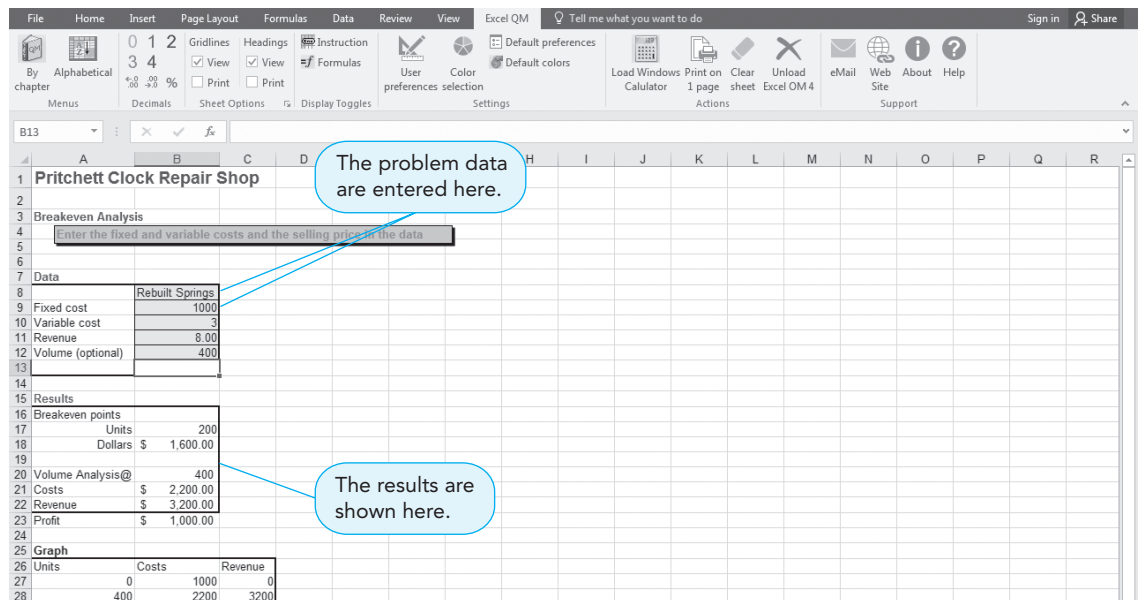 File Home Insert Page Layout Formulas Data Review View Excel QM Tell me what you want to do Sign in Share
0 1 2 Gridlines Headings Instruction Default preferences
3 4 View View =f Formulas Default colors
By chapter Alphabetical .00 .00 % Print Print User preferences Color selection Load Windows Calulator Print on 1 page Clear sheet Unload Excel OM 4 eMail Web Site About Help
Menus Decimals Sheet Options Display Toggles Settings Actions Support
B13 fx
A B C D H I J K L M N O P Q R
The problem data
are entered here.
1 Pritchett Clock Repair Shop
2
3 Breakeven Analysis
4 Enter the fixed and variable costs and the selling price in the data
5
6
7 Data
8 Rebuilt Springs
9 Fixed cost 1000
10 Variable cost 3
11 Revenue 8.00
12 Volume (optional) 400
13
14
15 Results
16 Breakeven points
17 Units 200
18 Dollars $ 1,600.00
19
20 Volume Analysis@ 400
21 Costs $ 2,200.00
22 Revenue $ 3,200.00
23 Profit $ 1,000.00
The results are
shown here.
24
25 Graph
26 Units Costs Revenue
27 0 1000 0
28 400 2200 3200